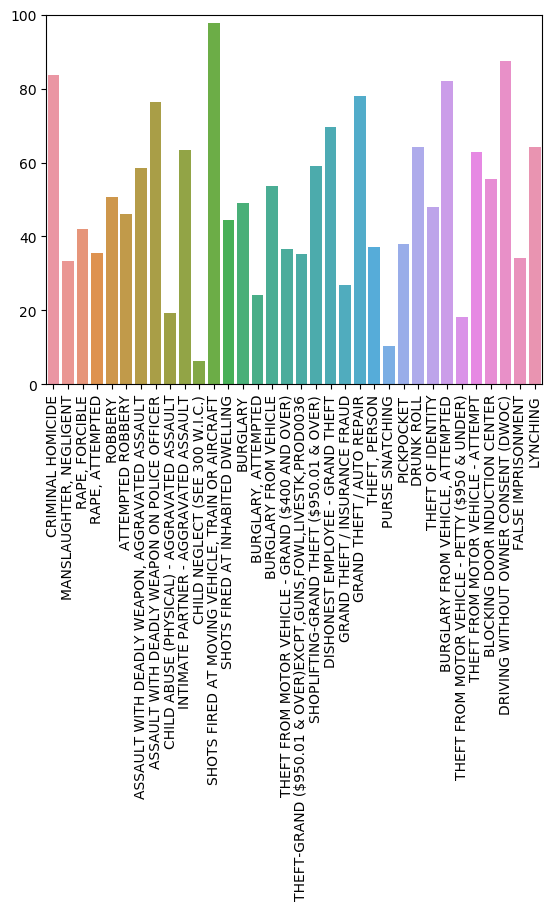 100
80
60
40
20
0
CRIMINAL HOMICIDE
MANSLAUGHTER, NEGLIGENT
RAPE, FORCIBLE
RAPE, ATTEMPTED
ROBBERY
ATTEMPTED ROBBERY
ASSAULT WITH DEADLY WEAPON, AGGRAVATED ASSAULT
ASSAULT WITH DEADLY WEAPON ON POLICE OFFICER
CHILD ABUSE (PHYSICAL) - AGGRAVATED ASSAULT
INTIMATE PARTNER - AGGRAVATED ASSAULT
CHILD NEGLECT (SEE 300 W.I.C.)
SHOTS FIRED AT MOVING VEHICLE, TRAIN OR AIRCRAFT
SHOTS FIRED AT INHABITED DWELLING
BURGLARY
BURGLARY, ATTEMPTED
BURGLARY FROM VEHICLE
THEFT FROM MOTOR VEHICLE - GRAND ($400 AND OVER)
THEFT-GRAND ($950.01 & OVER)EXCPT,GUNS,FOWL,LIVESTK,PROD0036
SHOPLIFTING-GRAND THEFT ($950.01 & OVER)
DISHONEST EMPLOYEE - GRAND THEFT
GRAND THEFT / INSURANCE FRAUD
GRAND THEFT / AUTO REPAIR
THEFT, PERSON
PURSE SNATCHING
PICKPOCKET
DRUNK ROLL
THEFT OF IDENTITY
BURGLARY FROM VEHICLE, ATTEMPTED
THEFT FROM MOTOR VEHICLE - PETTY ($950 & UNDER)
THEFT FROM MOTOR VEHICLE - ATTEMPT
BLOCKING DOOR INDUCTION CENTER
DRIVING WITHOUT OWNER CONSENT (DWOC)
FALSE IMPRISONMENT
LYNCHING